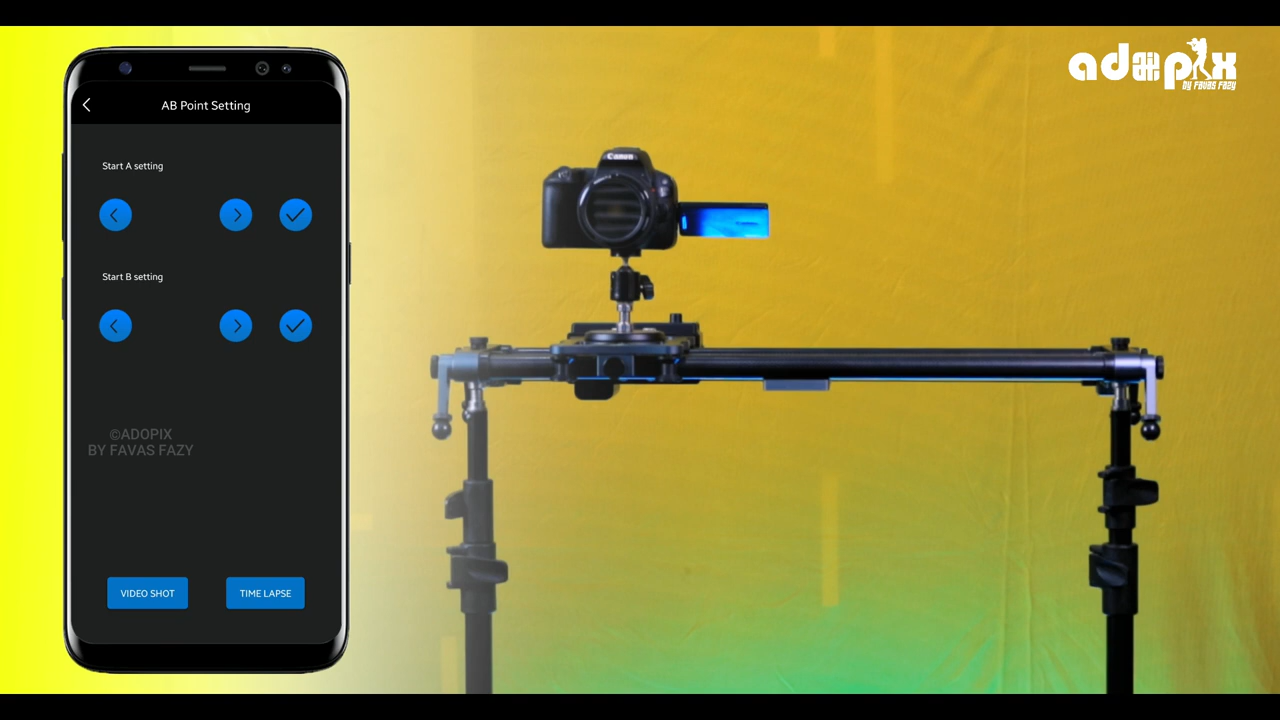 AB Point Setting
Start A setting
Start B setting
©ADOPIX
BY FAVAS FAZY
VIDEO SHOT
TIME LAPSE
adopix
BY FAVAS FAZY
Canon